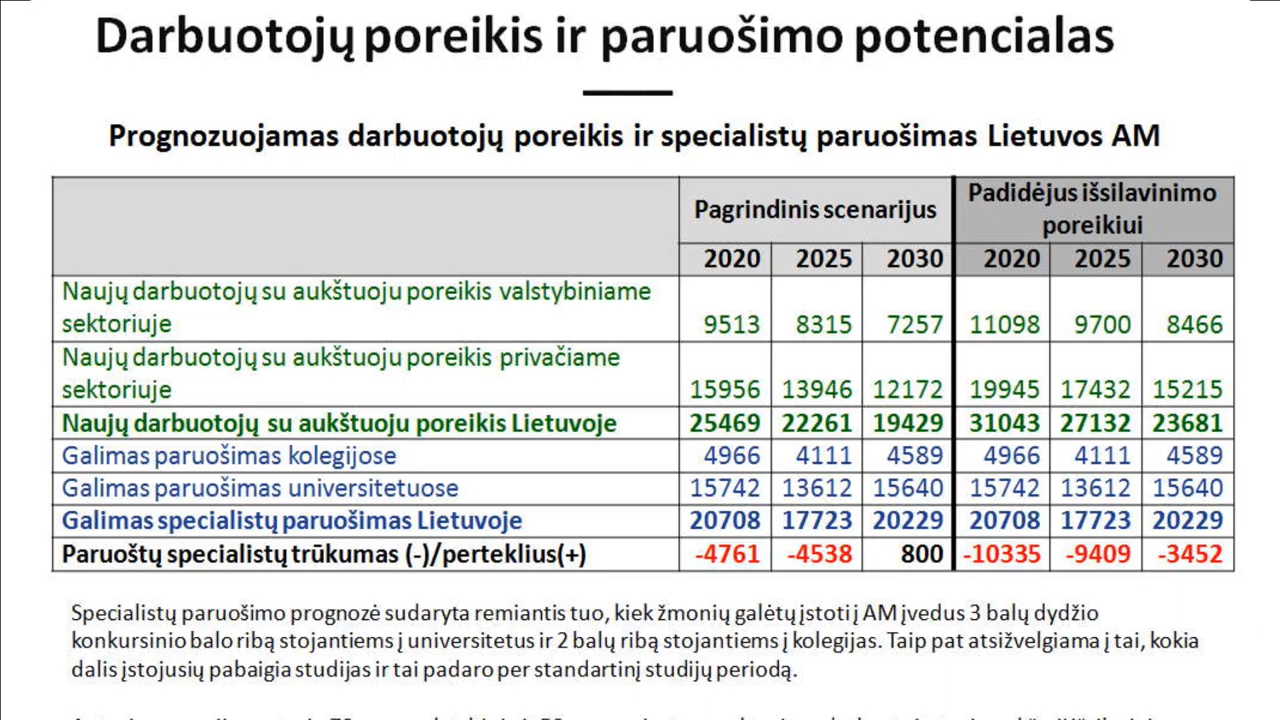 Darbuotojų poreikis ir paruošimo potencialas
Prognozuojamas darbuotojų poreikis ir specialistų paruošimas Lietuvos AM
Pagrindinis scenarijus Padidėjus išsilavinimo
poreikiui
2020 2025 2030 2020 2025 2030
Naujų darbuotojų su aukštuoju poreikis valstybiniame
sektoriuje 9513 8315 7257 11098 9700 8466
Naujų darbuotojų su aukštuoju poreikis privačiame
sektoriuje 15956 13946 12172 19945 17432 15215
Naujų darbuotojų su aukštuoju poreikis Lietuvoje 25469 22261 19429 31043 27132 23681
Galimas paruošimas kolegijose 4966 4111 4589 4966 4111 4589
Galimas paruošimas universitetuose 15742 13612 15640 15742 13612 15640
Galimas specialistų paruošimas Lietuvoje 20708 17723 20229 20708 17723 20229
Paruoštų specialistų trūkumas (-)/perteklius(+) -4761 -4538 800 -10335 -9409 -3452
Specialistų paruošimo prognozė sudaryta remiantis tuo, kiek žmonių galėtų įstoti į AM įvedus 3 balų dydžio
konkursinio balo ribą stojantiems į universitetus ir 2 balų ribą stojantiems į kolegijas. Taip pat atsižvelgiama į tai, kokia
dalis įstojusių pabaigia studijas ir tai padaro per standartinį studijų periodą.